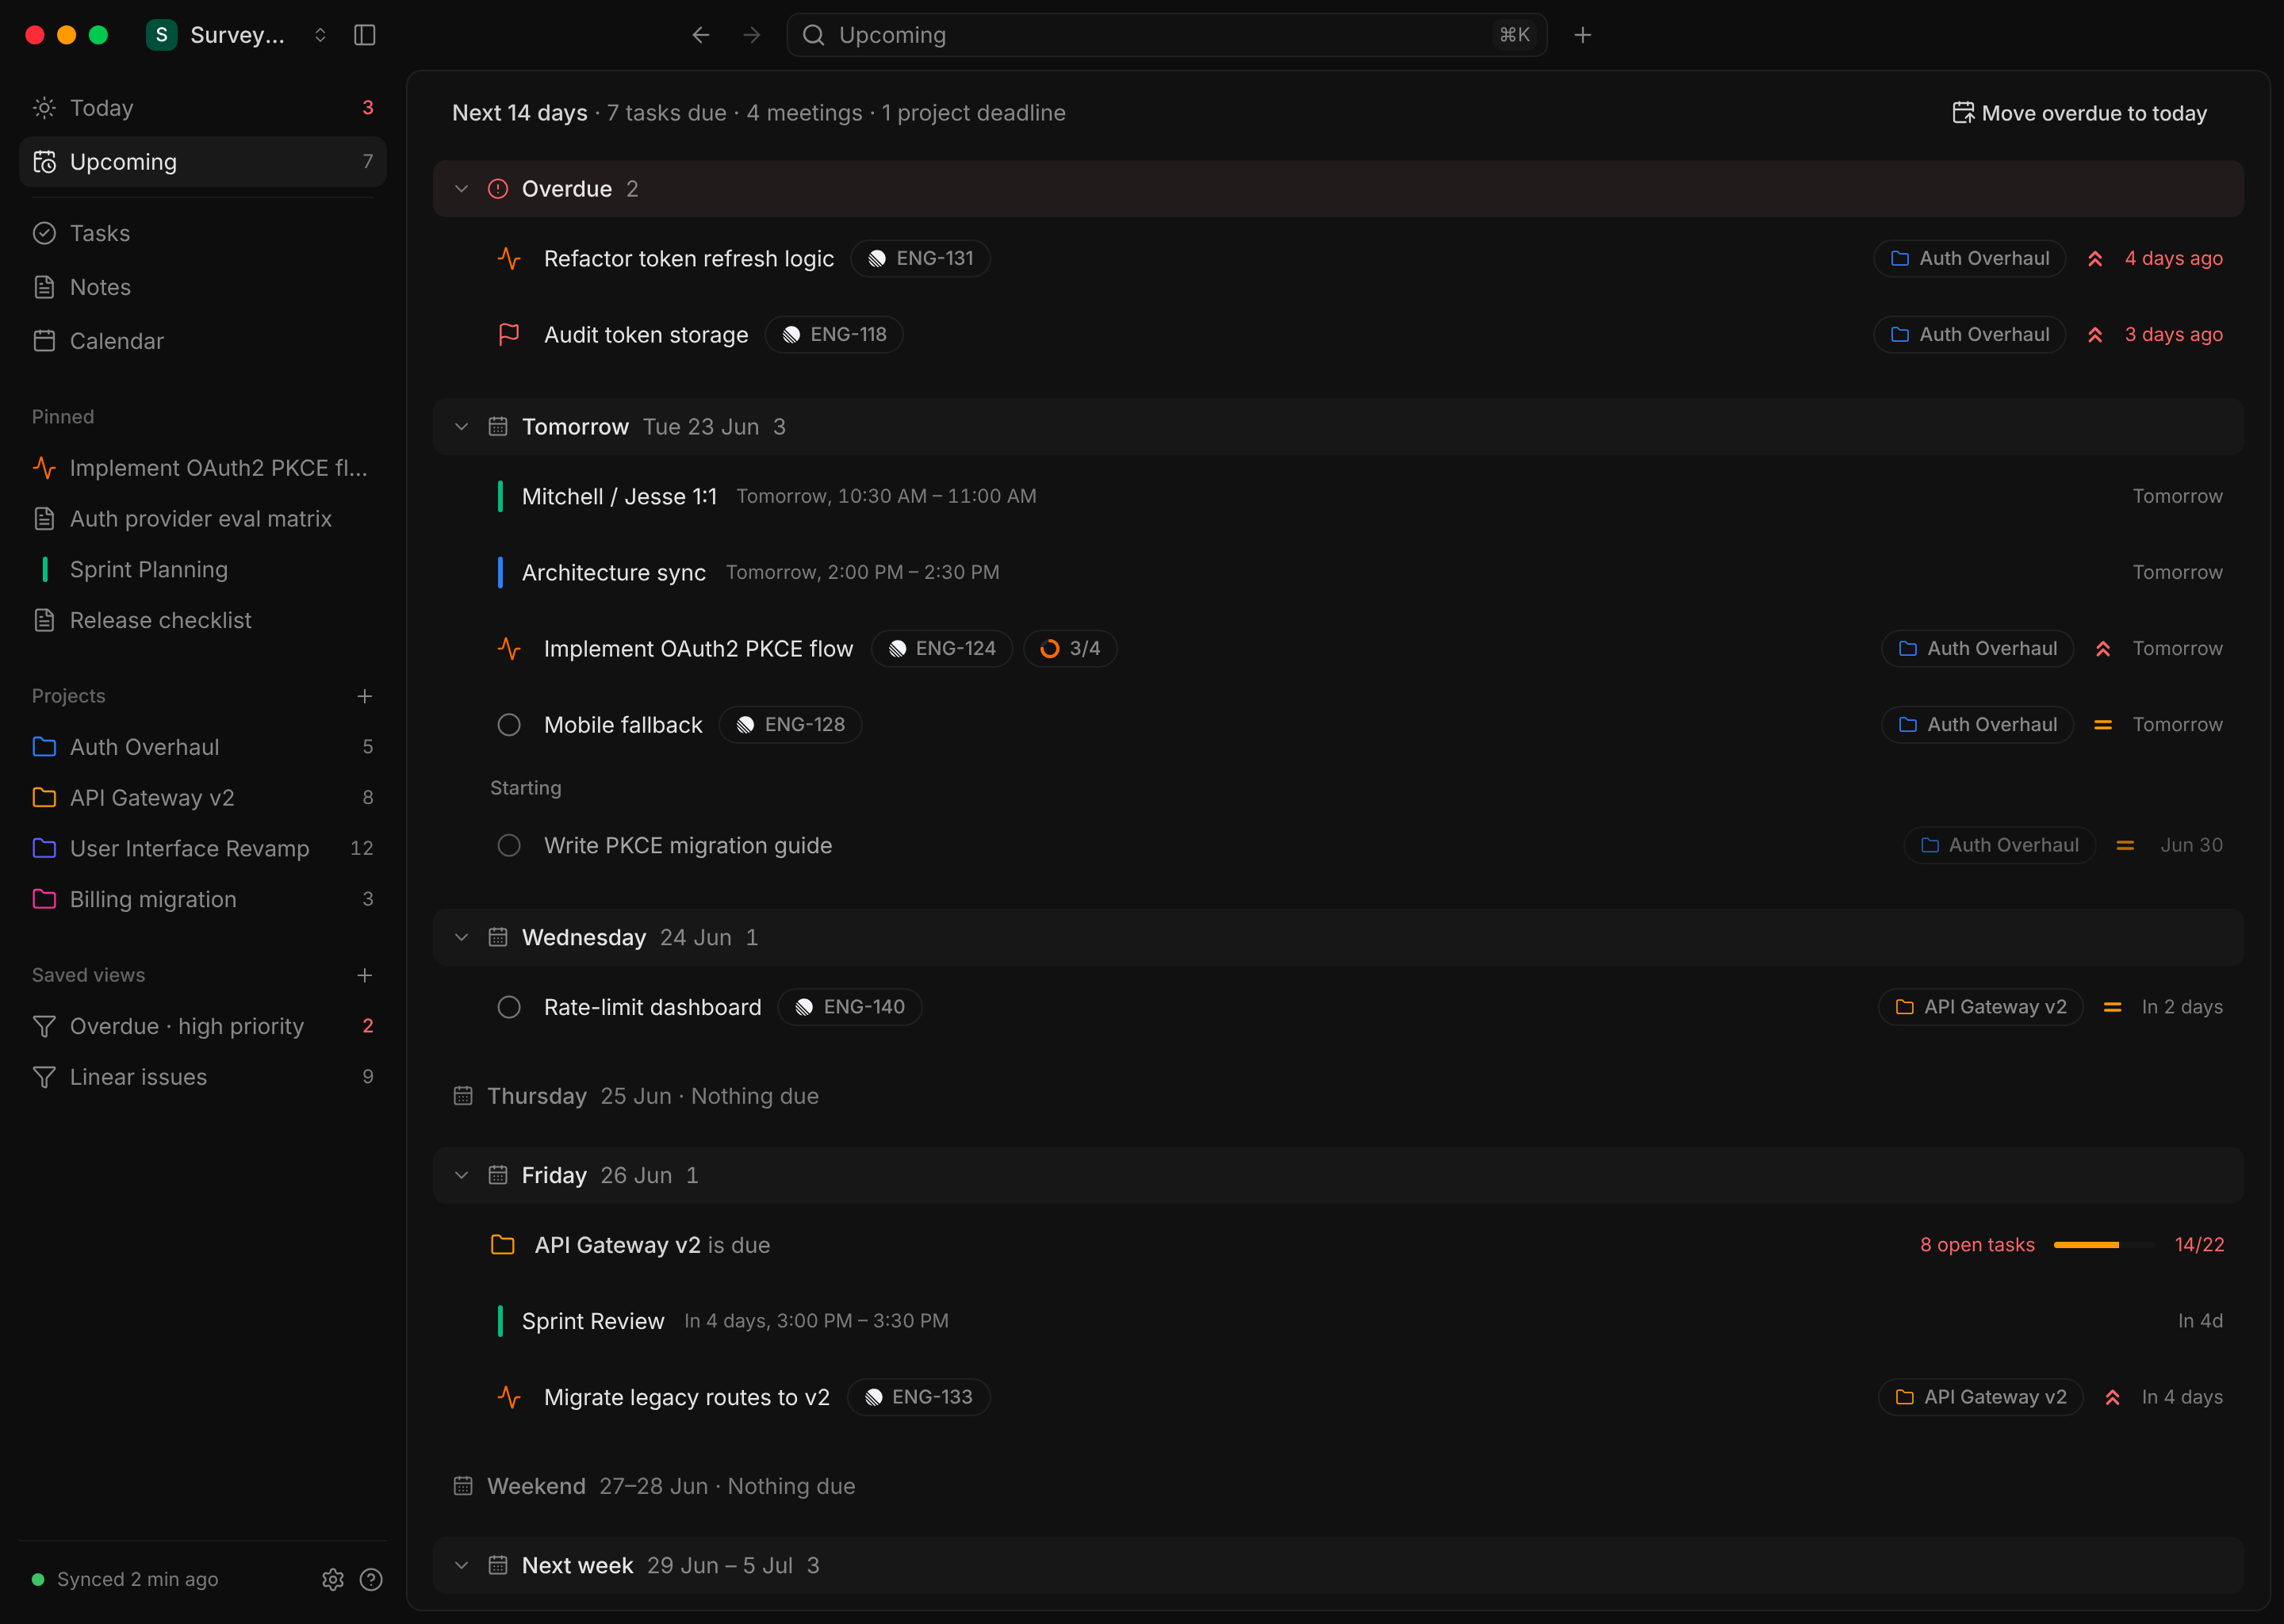 S Survey...
Upcoming ⌘K
Today 3
Upcoming 7
Tasks
Notes
Calendar
Pinned
Implement OAuth2 PKCE fl...
Auth provider eval matrix
Sprint Planning
Release checklist
Projects
Auth Overhaul 5
API Gateway v2 8
User Interface Revamp 12
Billing migration 3
Saved views
Overdue · high priority 2
Linear issues 9
Synced 2 min ago
Next 14 days · 7 tasks due · 4 meetings · 1 project deadline
Move overdue to today
Overdue 2
Refactor token refresh logic ENG-131 Auth Overhaul 4 days ago
Audit token storage ENG-118 Auth Overhaul 3 days ago
Tomorrow Tue 23 Jun 3
Mitchell / Jesse 1:1 Tomorrow, 10:30 AM – 11:00 AM Tomorrow
Architecture sync Tomorrow, 2:00 PM – 2:30 PM Tomorrow
Implement OAuth2 PKCE flow ENG-124 3/4 Auth Overhaul Tomorrow
Mobile fallback ENG-128 Auth Overhaul Tomorrow
Starting
Write PKCE migration guide Auth Overhaul Jun 30
Wednesday 24 Jun 1
Rate-limit dashboard ENG-140 API Gateway v2 In 2 days
Thursday 25 Jun · Nothing due
Friday 26 Jun 1
API Gateway v2 is due 8 open tasks 14/22
Sprint Review In 4 days, 3:00 PM – 3:30 PM In 4d
Migrate legacy routes to v2 ENG-133 API Gateway v2 In 4 days
Weekend 27–28 Jun · Nothing due
Next week 29 Jun – 5 Jul 3